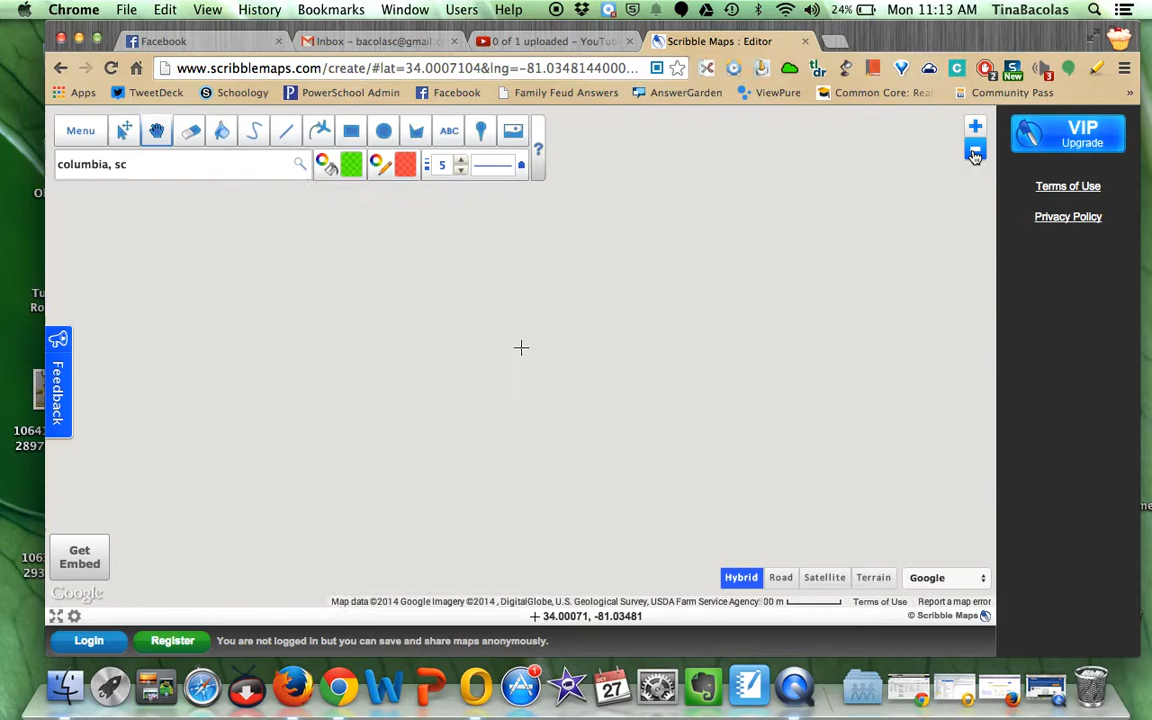 Chrome File Edit View History Bookmarks Window Users Help 24% Mon 11:13 AM TinaBacolas
Facebook Inbox – bacolasc@gmail.c 0 of 1 uploaded – YouTub Scribble Maps : Editor
www.scribblemaps.com/create/#lat=34.0007104&lng=-81.0348144000...
Apps TweetDeck Schoology PowerSchool Admin Facebook Family Feud Answers AnswerGarden ViewPure Common Core: Real Community Pass »
Menu ABC ?
VIP
Upgrade
columbia, sc 5
Terms of Use
Privacy Policy
Feedback
Get
Embed
Hybrid Road Satellite Terrain Google
Google
Map data ©2014 Google Imagery ©2014 , DigitalGlobe, U.S. Geological Survey, USDA Farm Service Agency 00 m Terms of Use Report a map error
34.00071, -81.03481 © Scribble Maps
Login Register You are not logged in but you can save and share maps anonymously.